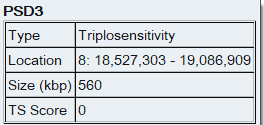 PSD3
Type Triplosensitivity
Location 8: 18,527,303 - 19,086,909
Size (kbp) 560
TS Score 0